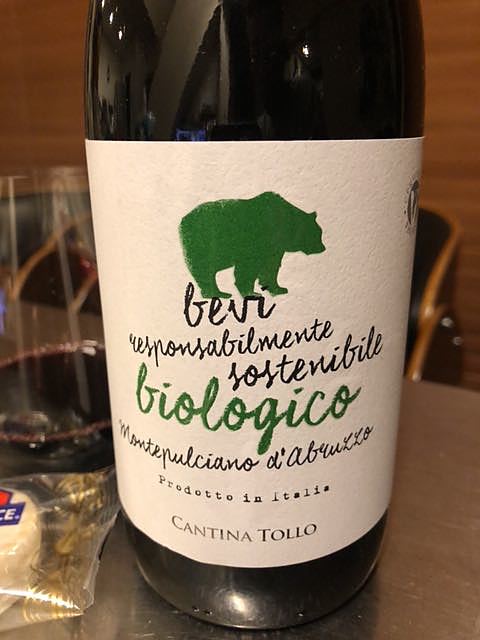 bevi
responsabilmente
sostenibile
biologico
Montepulciano d'Abruzzo
Prodotto in Italia
CANTINA TOLLO